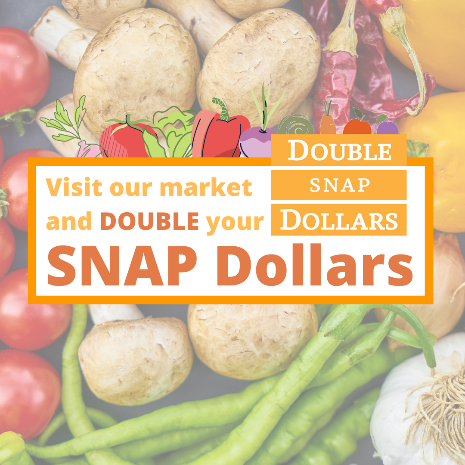 DOUBLE
SNAP
DOLLARS
Visit our market
and DOUBLE your
SNAP Dollars